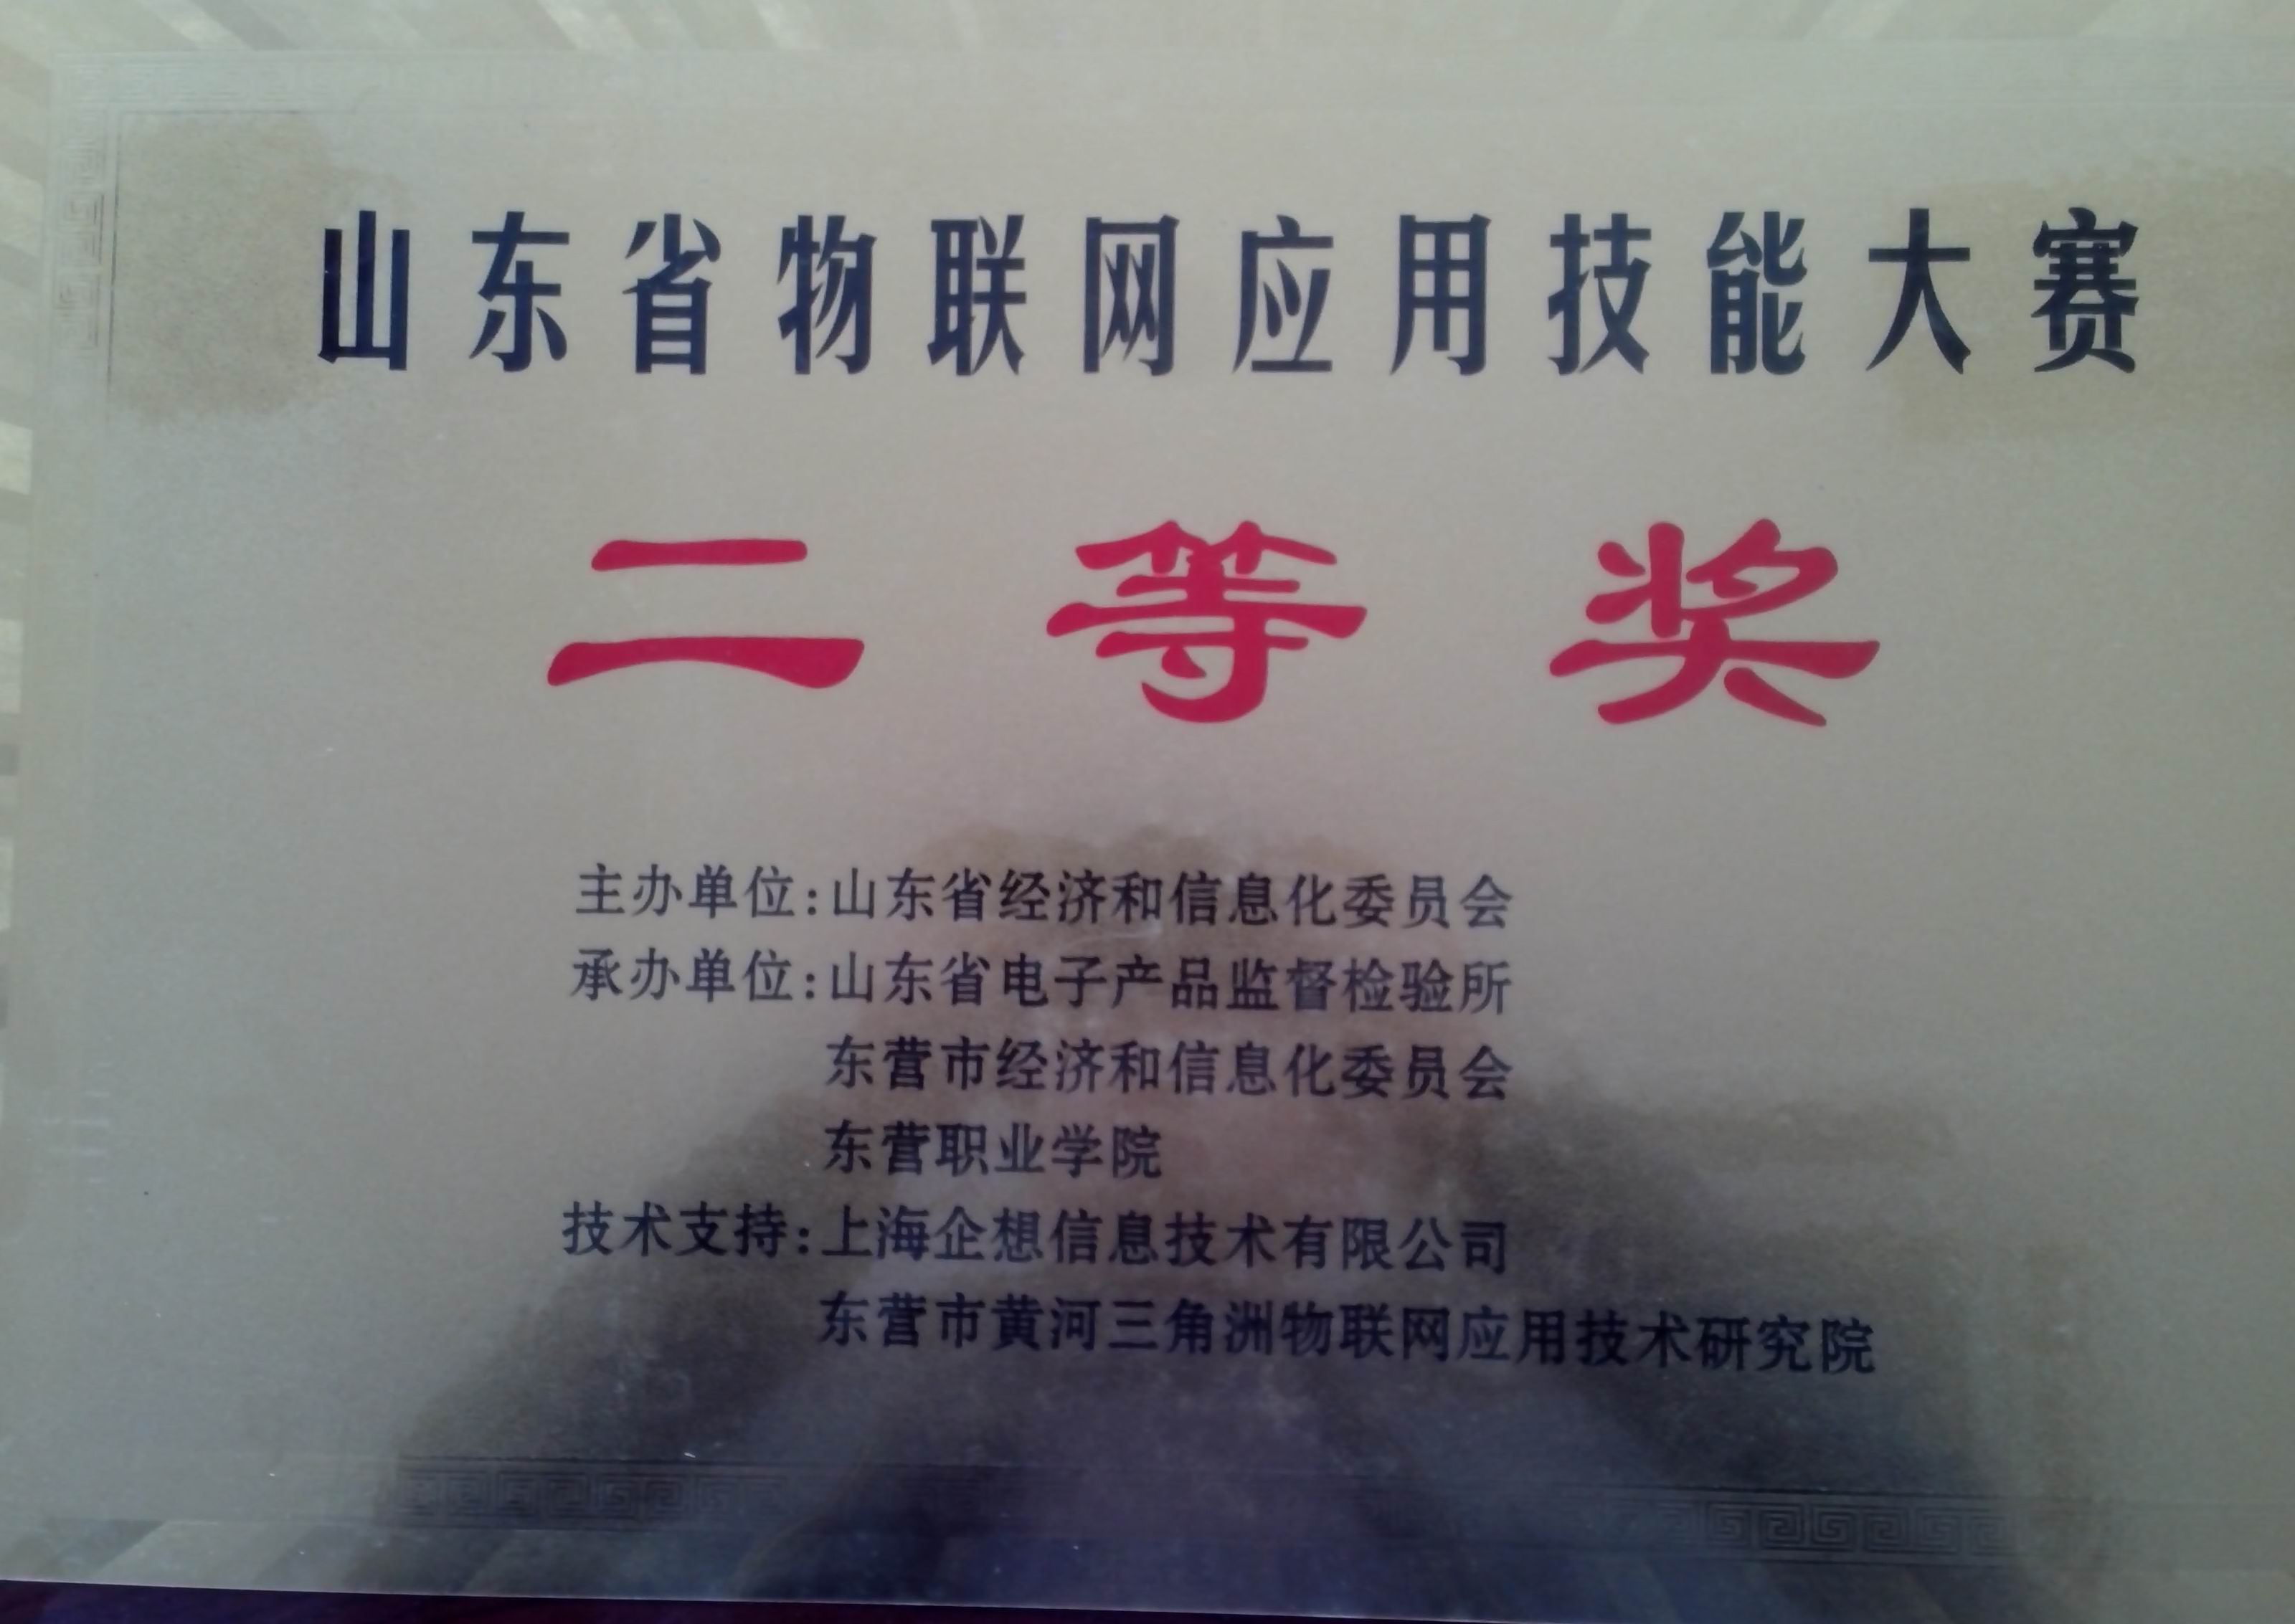 山东省物联网应用技能大赛
二等奖
主办单位:山东省经济和信息化委员会
承办单位:山东省电子产品监督检验所
东营市经济和信息化委员会
东营职业学院
技术支持:上海企想信息技术有限公司
东营市黄河三角洲物联网应用技术研究院